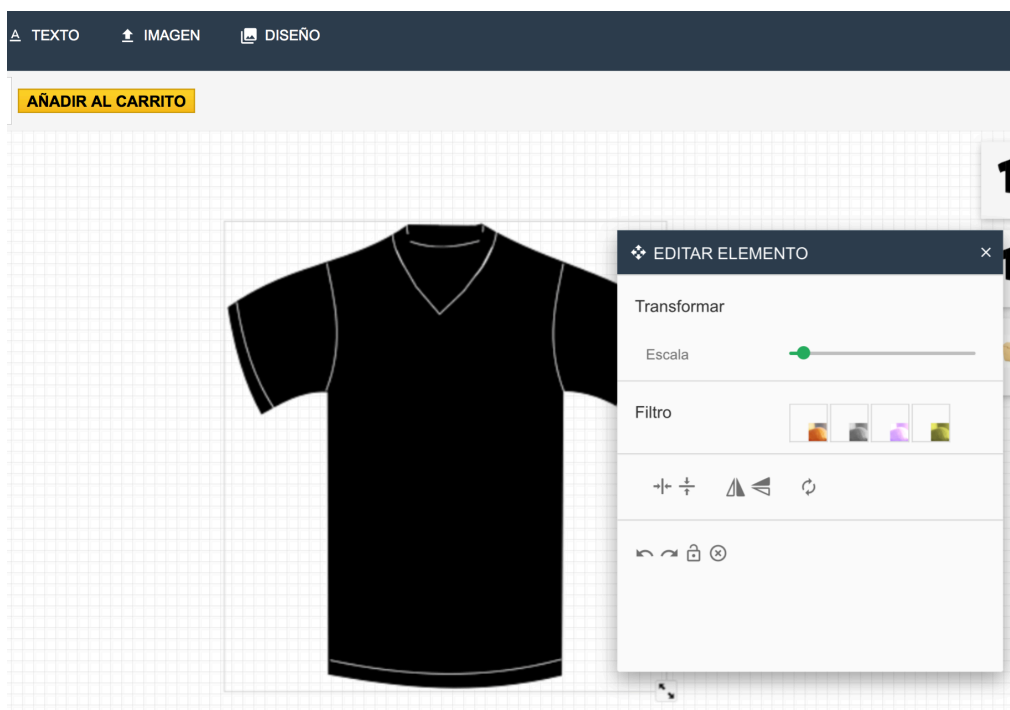 TEXTO IMAGEN DISEÑO
AÑADIR AL CARRITO
EDITAR ELEMENTO
Transformar
Escala
Filtro